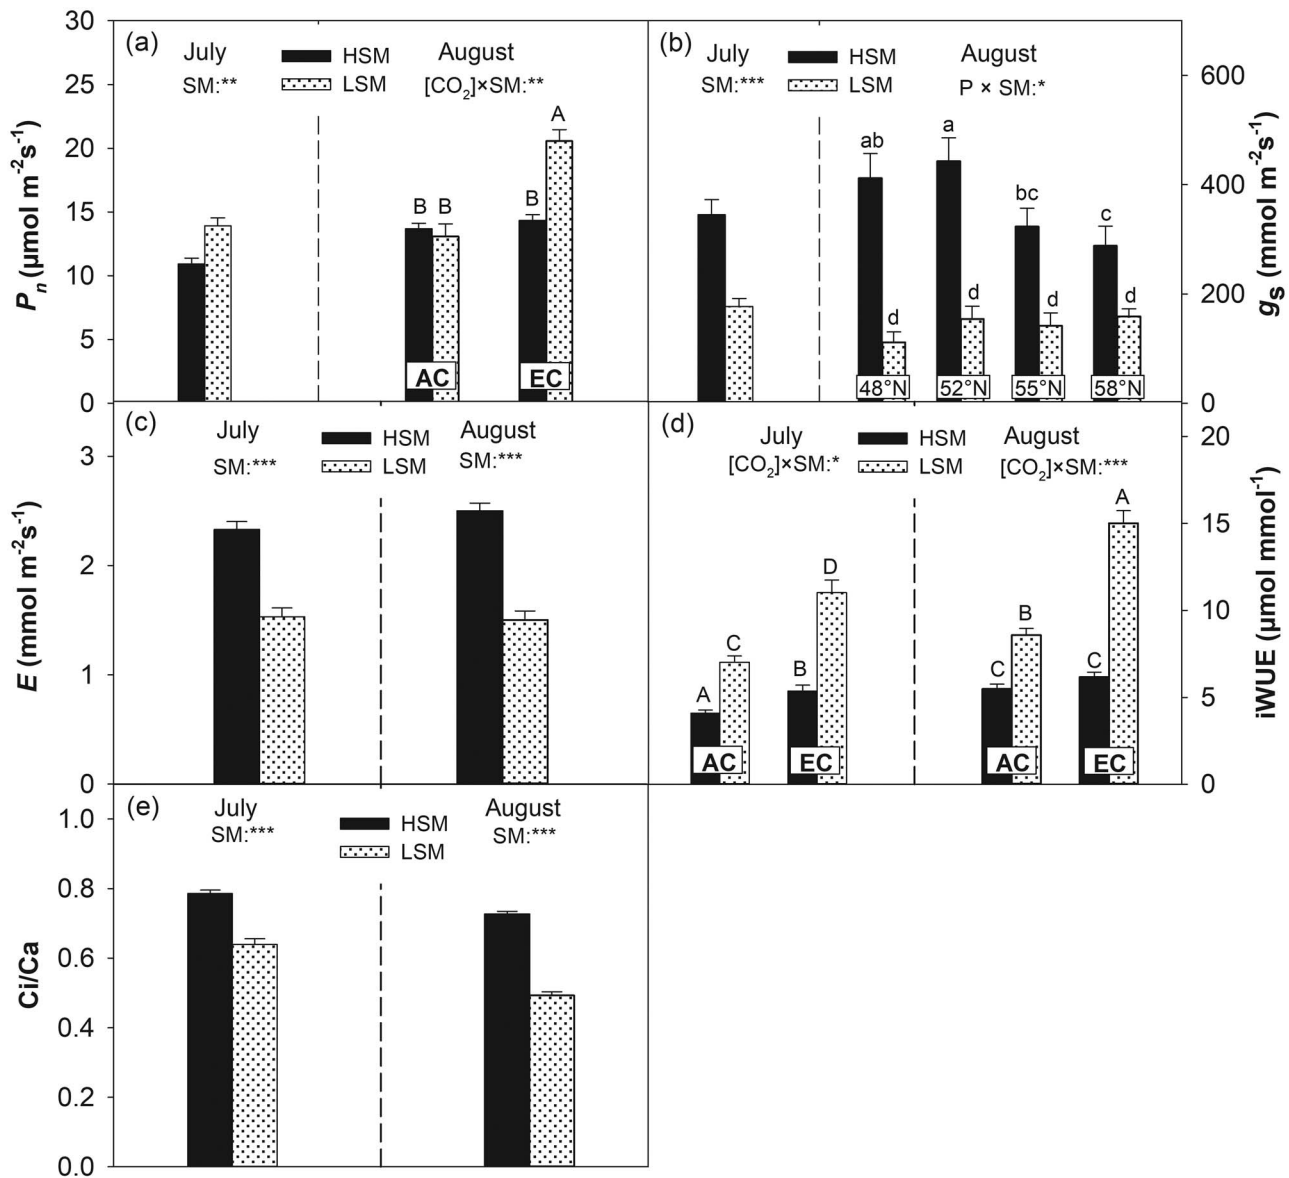 (a)
July
SM:**
HSM
LSM
August
[CO₂]×SM:**
30
25
20
15
10
5
0
Pn (µmol m⁻²s⁻¹)
B
B
B
A
AC
EC
(b)
July
SM:***
HSM
LSM
August
P × SM:*
600
400
200
0
gs (mmol m⁻²s⁻¹)
ab
a
bc
c
d
d
d
d
48°N
52°N
55°N
58°N
(c)
July
SM:***
HSM
LSM
August
SM:***
3
2
1
0
E (mmol m⁻²s⁻¹)
(d)
July
[CO₂]×SM:*
HSM
LSM
August
[CO₂]×SM:***
20
15
10
5
0
iWUE (µmol mmol⁻¹)
A
C
B
D
C
B
C
A
AC
EC
AC
EC
(e)
July
SM:***
HSM
LSM
August
SM:***
1.0
0.8
0.6
0.4
0.2
0.0
Ci/Ca